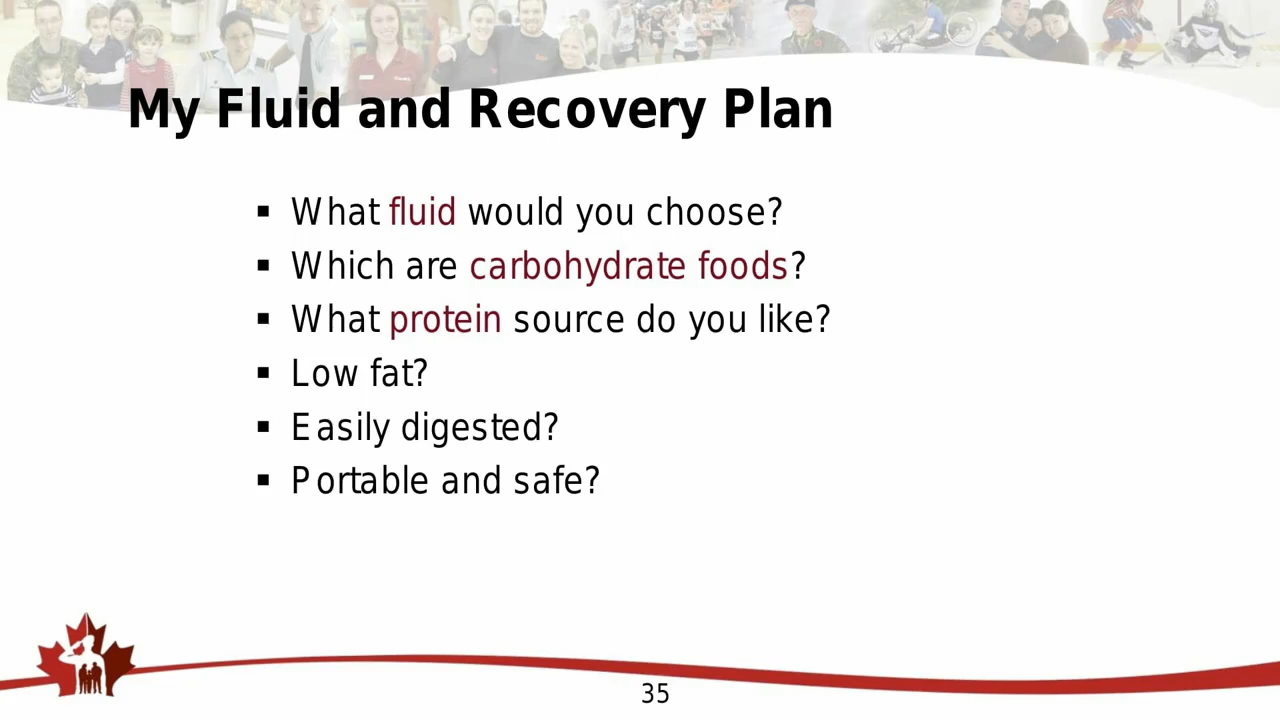 My Fluid and Recovery Plan
▪ What fluid would you choose?
▪ Which are carbohydrate foods?
▪ What protein source do you like?
▪ Low fat?
▪ Easily digested?
▪ Portable and safe?
35